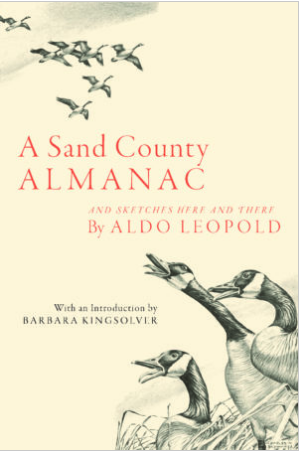 A Sand County
ALMANAC
AND SKETCHES HERE AND THERE
By ALDO LEOPOLD
With an Introduction by
BARBARA KINGSOLVER